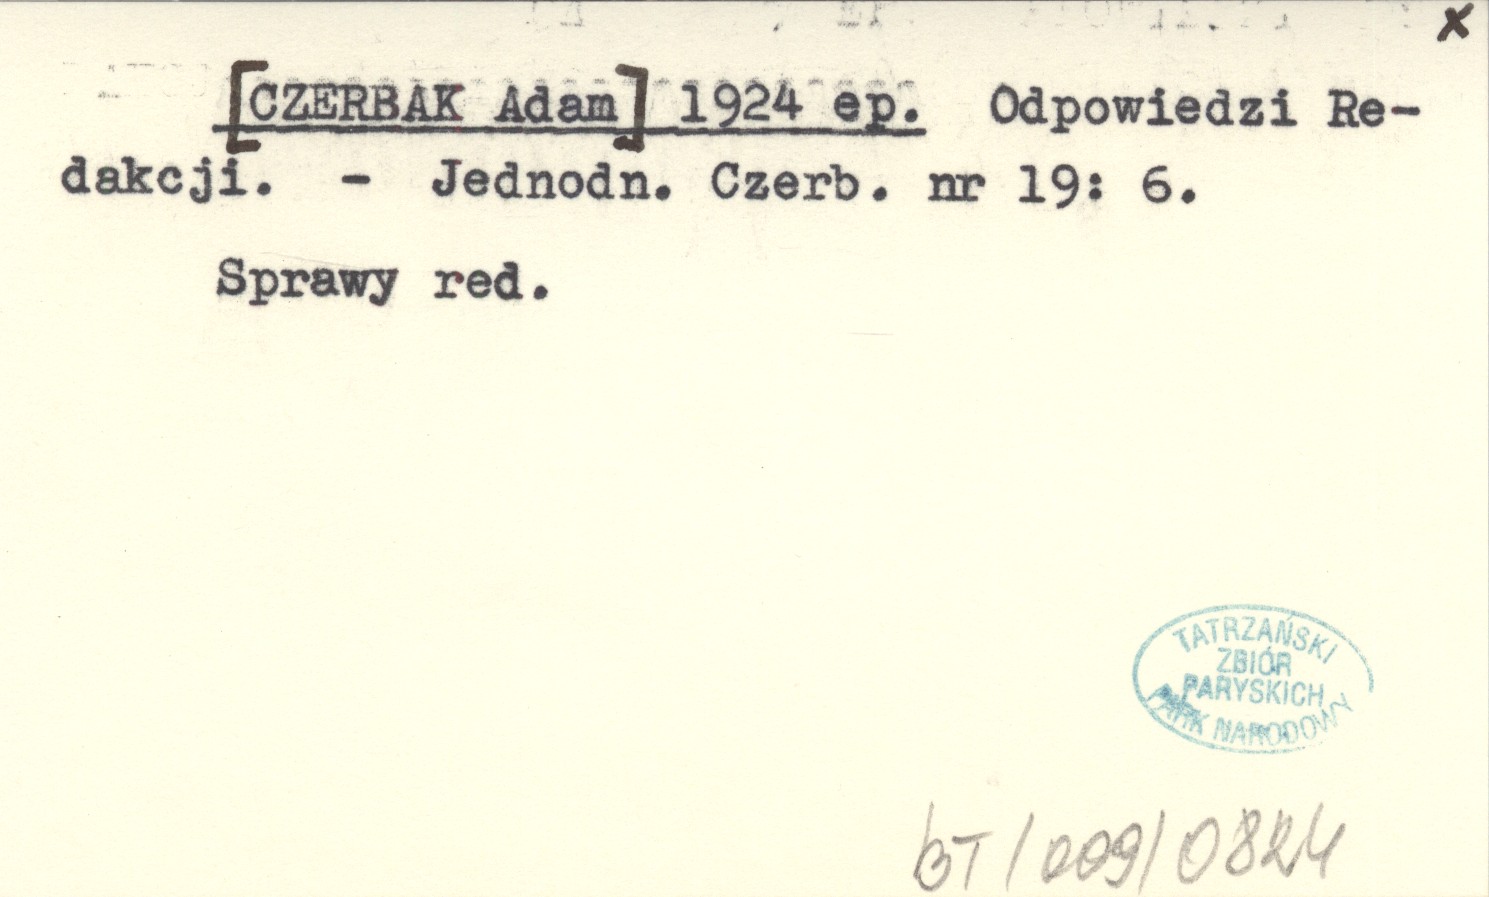 x
[CZERBAK Adam] 1924 ep. Odpowiedzi Re-
dakcji. - Jednodn. Czerb. nr 19: 6.
Sprawy red.
TATRZAŃSKI
ZBIÓR
PARYSKICH
PARK NARODOWY
BT/009/0824